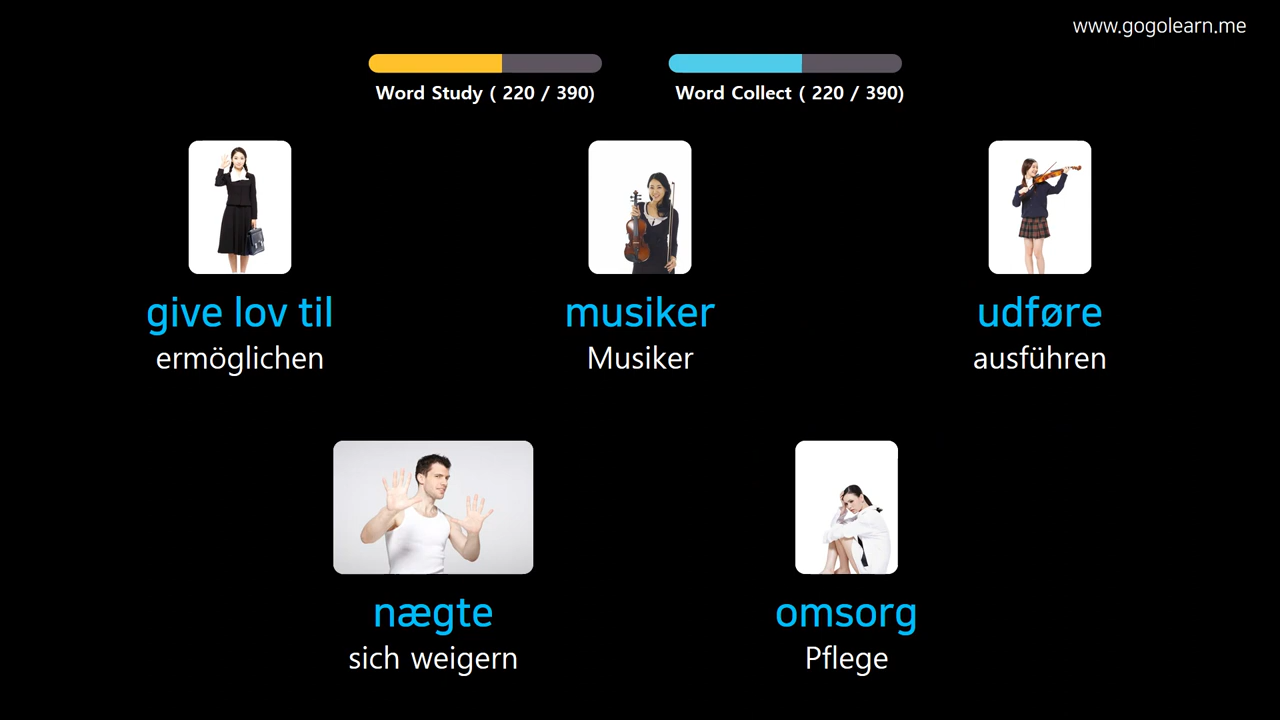 www.gogolearn.me
Word Study ( 220 / 390)
Word Collect ( 220 / 390)
give lov til
ermöglichen
musiker
Musiker
udføre
ausführen
nægte
sich weigern
omsorg
Pflege